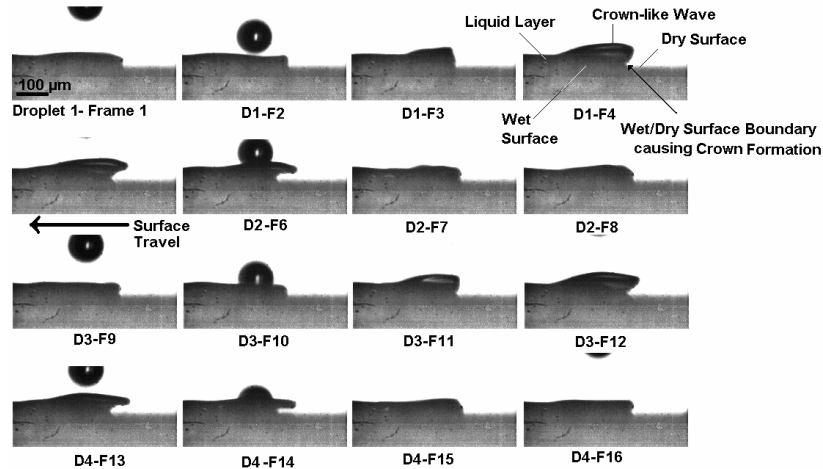 Liquid Layer
Crown-like Wave
Dry Surface
100 µm
Droplet 1- Frame 1
D1-F2
D1-F3
D1-F4
Wet
Surface
Wet/Dry Surface Boundary
causing Crown Formation
Surface
Travel
D2-F6
D2-F7
D2-F8
D3-F9
D3-F10
D3-F11
D3-F12
D4-F13
D4-F14
D4-F15
D4-F16